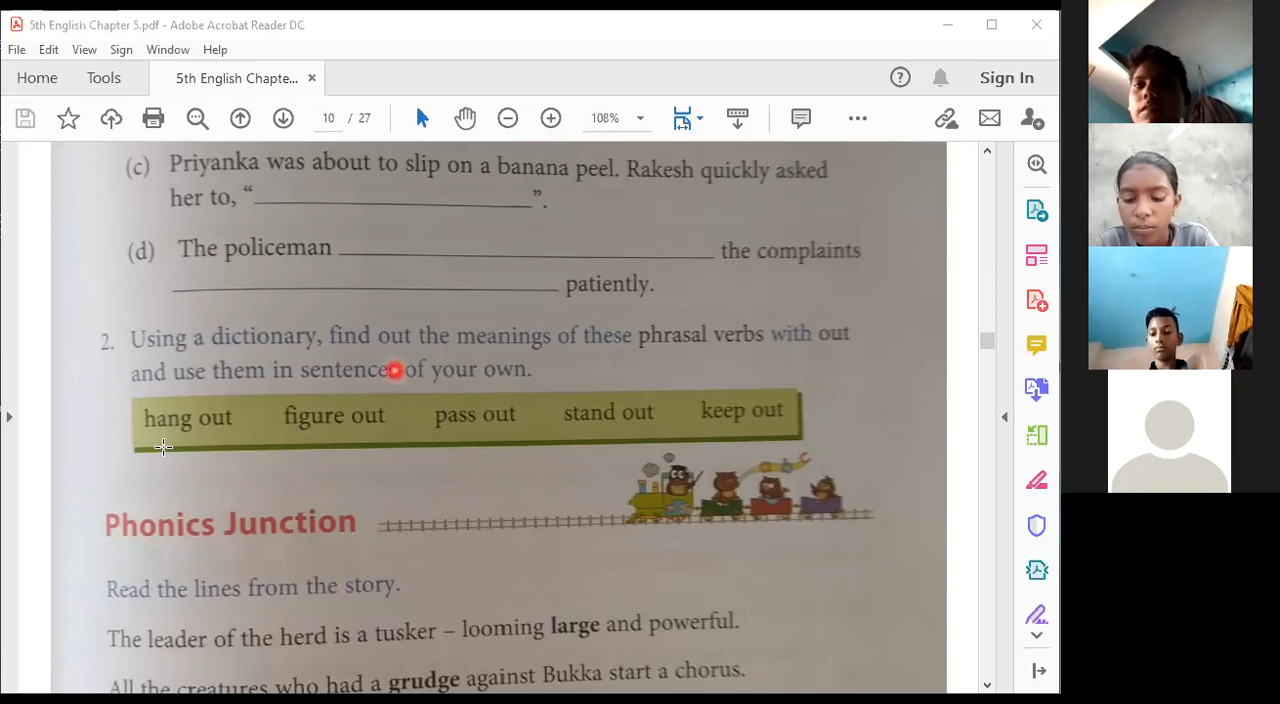 5th English Chapter 5.pdf - Adobe Acrobat Reader DC
File Edit View Sign Window Help
Home Tools 5th English Chapte... × Sign In
10 / 27 108%
(c) Priyanka was about to slip on a banana peel. Rakesh quickly asked
her to, “______________________”.
(d) The policeman ______________________ the complaints
______________________ patiently.
2. Using a dictionary, find out the meanings of these phrasal verbs with out
and use them in sentences of your own.
hang out figure out pass out stand out keep out
Phonics Junction
Read the lines from the story.
The leader of the herd is a tusker – looming large and powerful.
All the creatures who had a grudge against Bukka start a chorus.